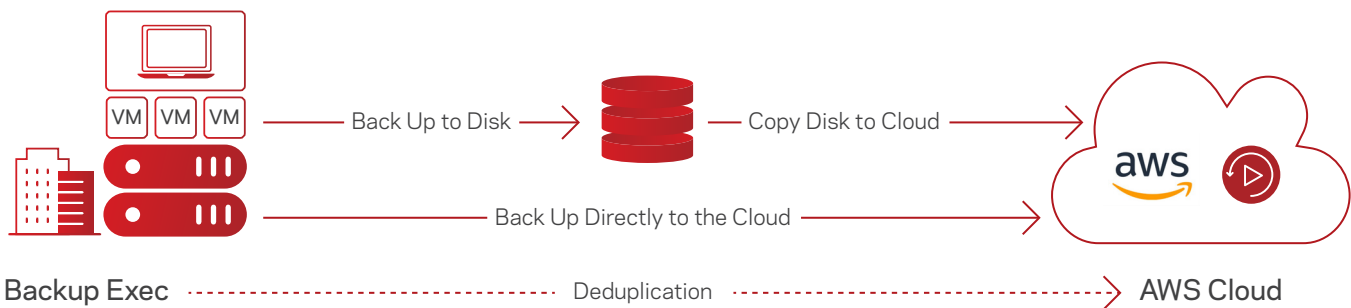 VM VM VM
Back Up to Disk
Copy Disk to Cloud
aws
Back Up Directly to the Cloud
Backup Exec
Deduplication
AWS Cloud